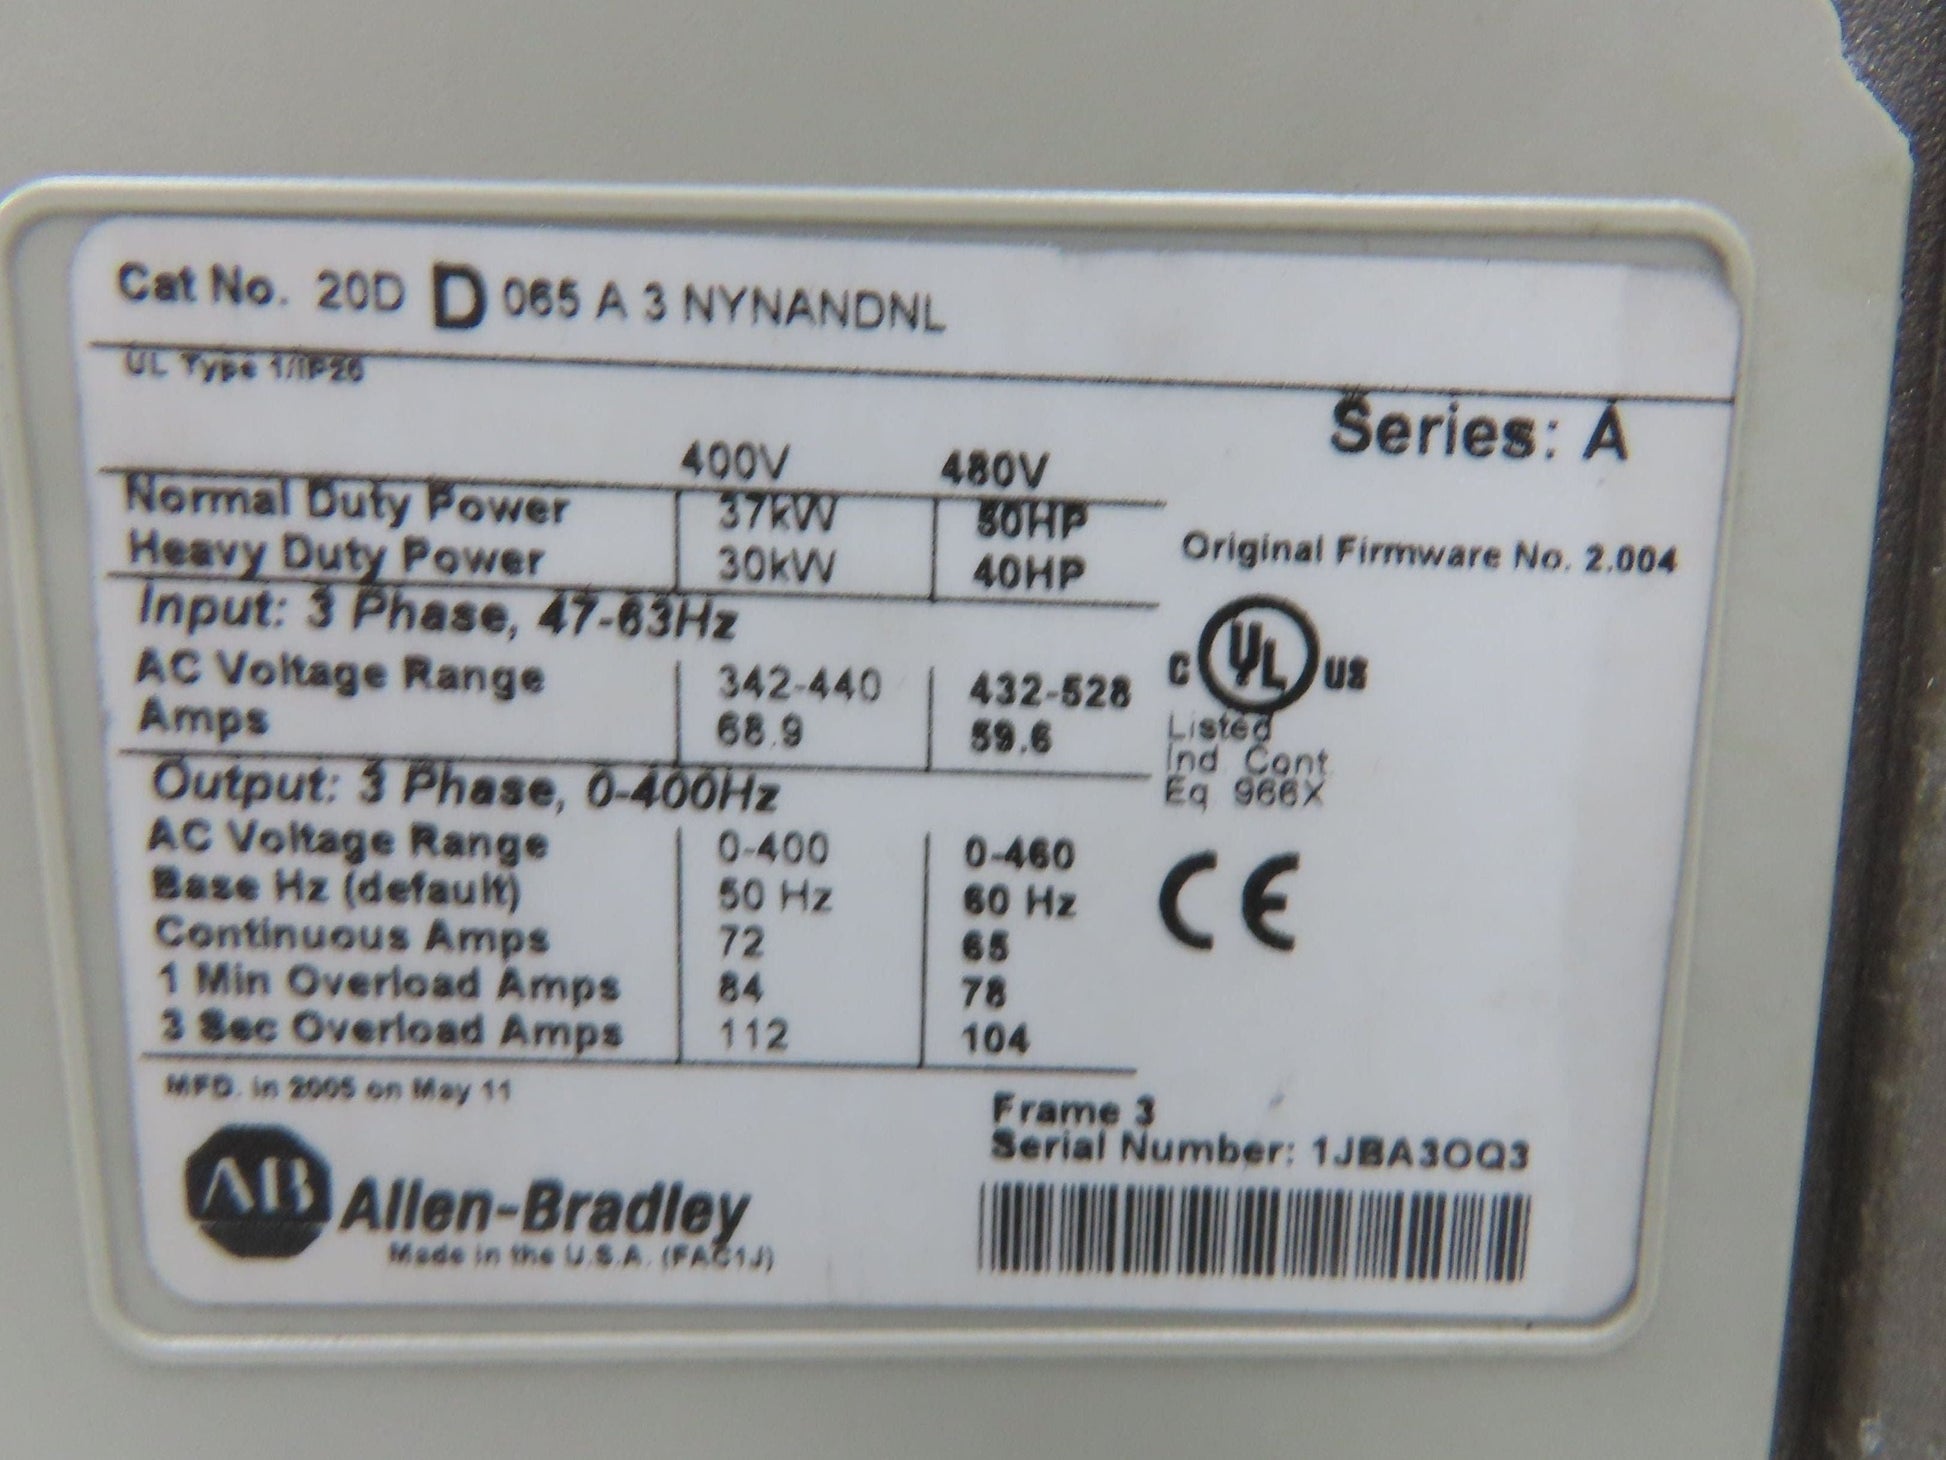 Cat No. 20D D 065 A 3 NYNANDNL
UL Type 1/IP20
Series: A
400V 480V
Normal Duty Power 37kW 50HP
Heavy Duty Power 30kW 40HP
Original Firmware No. 2.004
Input: 3 Phase, 47-63Hz
AC Voltage Range 342-440 432-528
Amps 68.9 59.6
C UL US
Listed
Ind Cont
Eq 966X
Output: 3 Phase, 0-400Hz
AC Voltage Range 0-400 0-460
Base Hz (default) 50 Hz 60 Hz
CE
Continuous Amps 72 65
1 Min Overload Amps 84 78
3 Sec Overload Amps 112 104
MFD. in 2005 on May 11
Frame 3
Serial Number: 1JBA3OQ3
AB Allen-Bradley
Made in the U.S.A. (FAC1J)